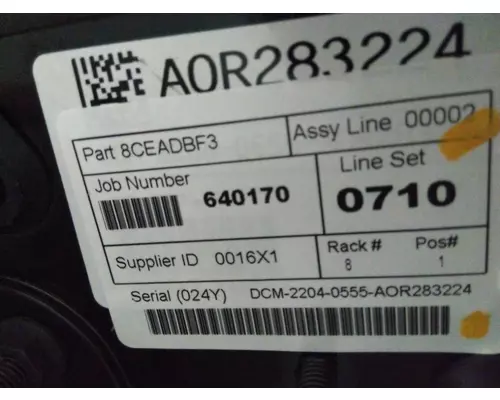 AOR283224
Part 8CEADBF3
Assy Line 00002
Job Number
640170
Line Set
0710
Supplier ID 0016X1
Rack # Pos#
8 1
Serial (024Y) DCM-2204-0555-AOR283224